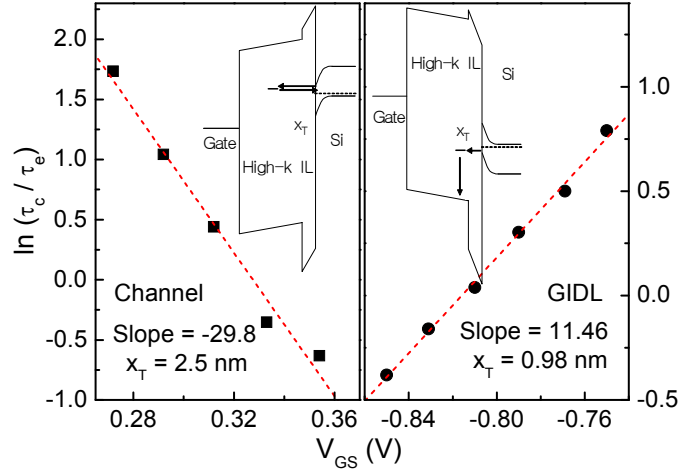 ln (τc / τe)
2.0
1.5
1.0
0.5
0.0
-0.5
-1.0
High-k IL
Si
Gate
xT
High-k IL
Channel
Slope = -29.8
xT = 2.5 nm
0.28
0.32
0.36
High-k IL
Si
Gate
xT
GIDL
Slope = 11.46
xT = 0.98 nm
1.0
0.5
0.0
-0.5
-0.84
-0.80
-0.76
VGS (V)